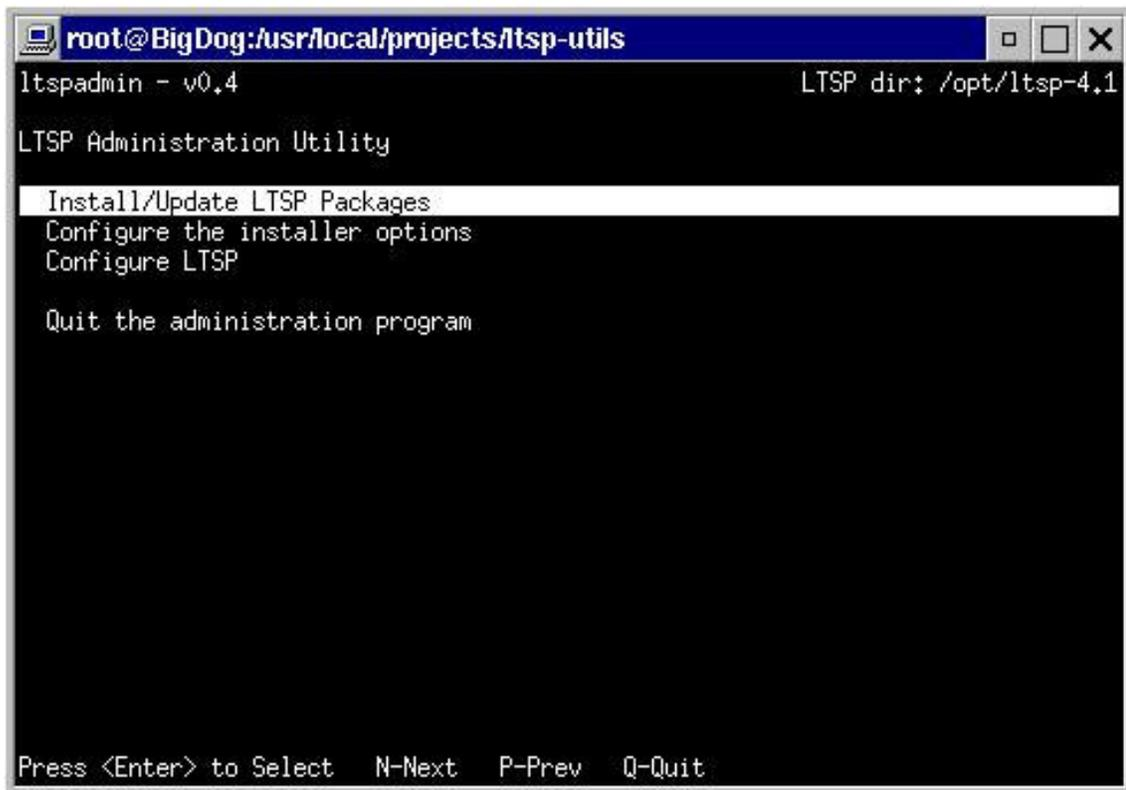 root@BigDog:/usr/local/projects/ltsp-utils
ltspadmin - v0.4 LTSP dir: /opt/ltsp-4.1
LTSP Administration Utility
Install/Update LTSP Packages
Configure the installer options
Configure LTSP
Quit the administration program
Press <Enter> to Select N-Next P-Prev Q-Quit